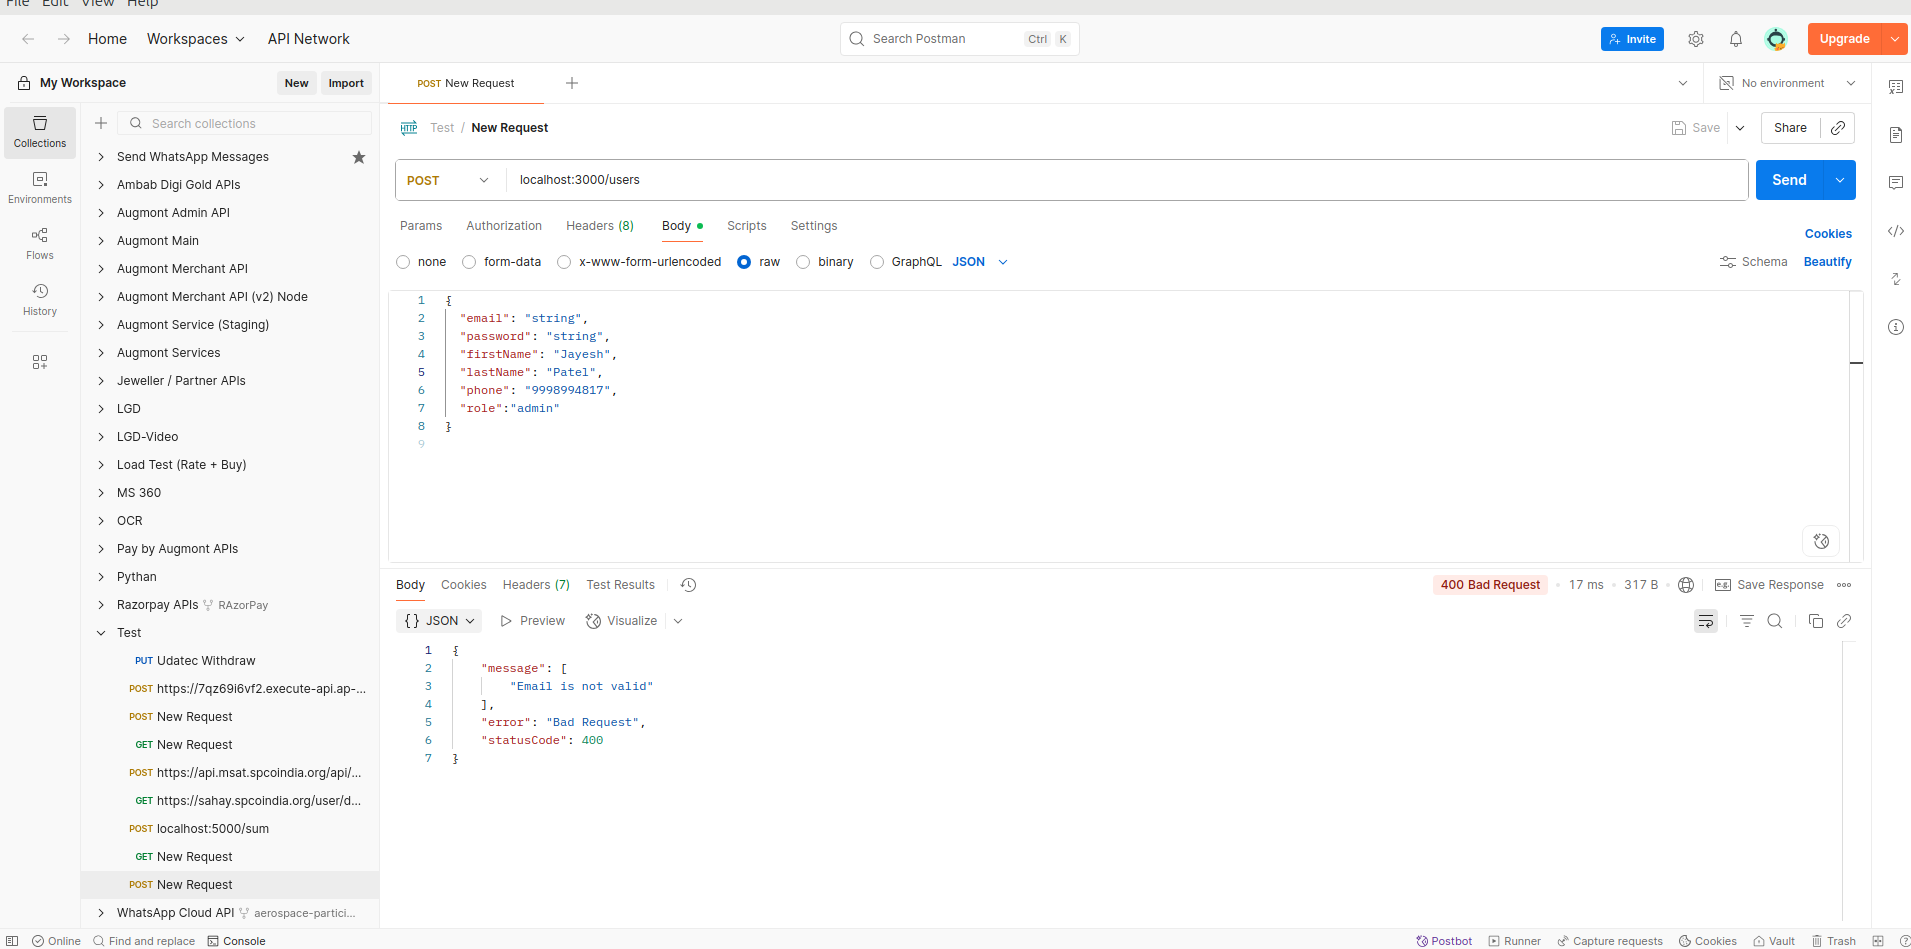 File Edit View Help
Home Workspaces API Network Search Postman Ctrl K Invite Upgrade
My Workspace New Import
POST New Request No environment
Collections
Environments
Flows
History
Search collections
Send WhatsApp Messages
Ambab Digi Gold APIs
Augmont Admin API
Augmont Main
Augmont Merchant API
Augmont Merchant API (v2) Node
Augmont Service (Staging)
Augmont Services
Jeweller / Partner APIs
LGD
LGD-Video
Load Test (Rate + Buy)
MS 360
OCR
Pay by Augmont APIs
Pythan
Razorpay APIs RAzorPay
Test
PUT Udatec Withdraw
POST https://7qz69i6vf2.execute-api.ap-...
POST New Request
GET New Request
POST https://api.msat.spcoindia.org/api/...
GET https://sahay.spcoindia.org/user/d...
POST localhost:5000/sum
GET New Request
POST New Request
WhatsApp Cloud API aerospace-partici...
HTTP Test / New Request Save Share
POST localhost:3000/users Send
Params Authorization Headers (8) Body Scripts Settings Cookies
none form-data x-www-form-urlencoded raw binary GraphQL JSON Schema Beautify
1 {
2 "email": "string",
3 "password": "string",
4 "firstName": "Jayesh",
5 "lastName": "Patel",
6 "phone": "9998994817",
7 "role":"admin"
8 }
9
Body Cookies Headers (7) Test Results 400 Bad Request 17 ms 317 B e.g. Save Response
{} JSON Preview Visualize
1 {
2 "message": [
3 "Email is not valid"
4 ],
5 "error": "Bad Request",
6 "statusCode": 400
7 }
Online Find and replace Console Postbot Runner Capture requests Cookies Vault Trash